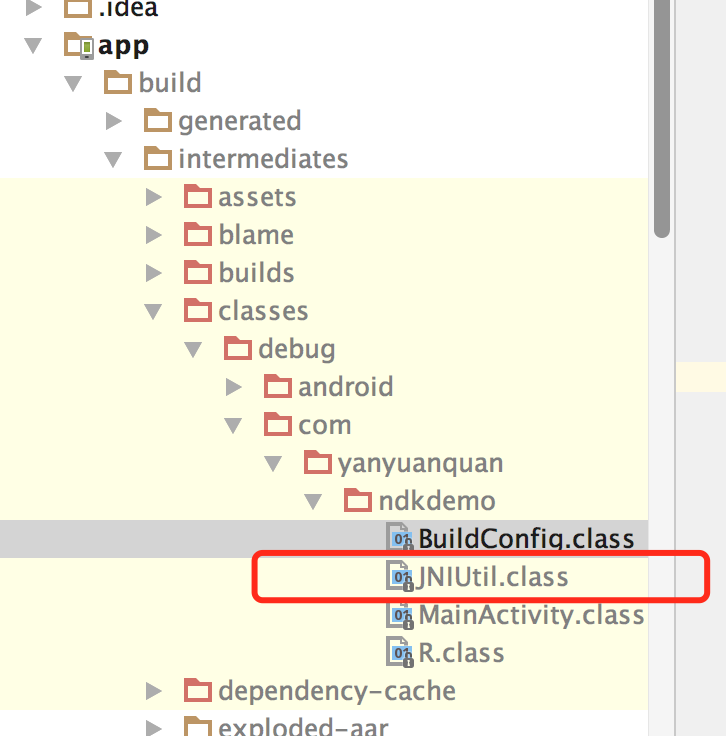 .idea
app
build
generated
intermediates
assets
blame
builds
classes
debug
android
com
yanyuanquan
ndkdemo
BuildConfig.class
JNIUtil.class
MainActivity.class
R.class
dependency-cache
exploded-aar